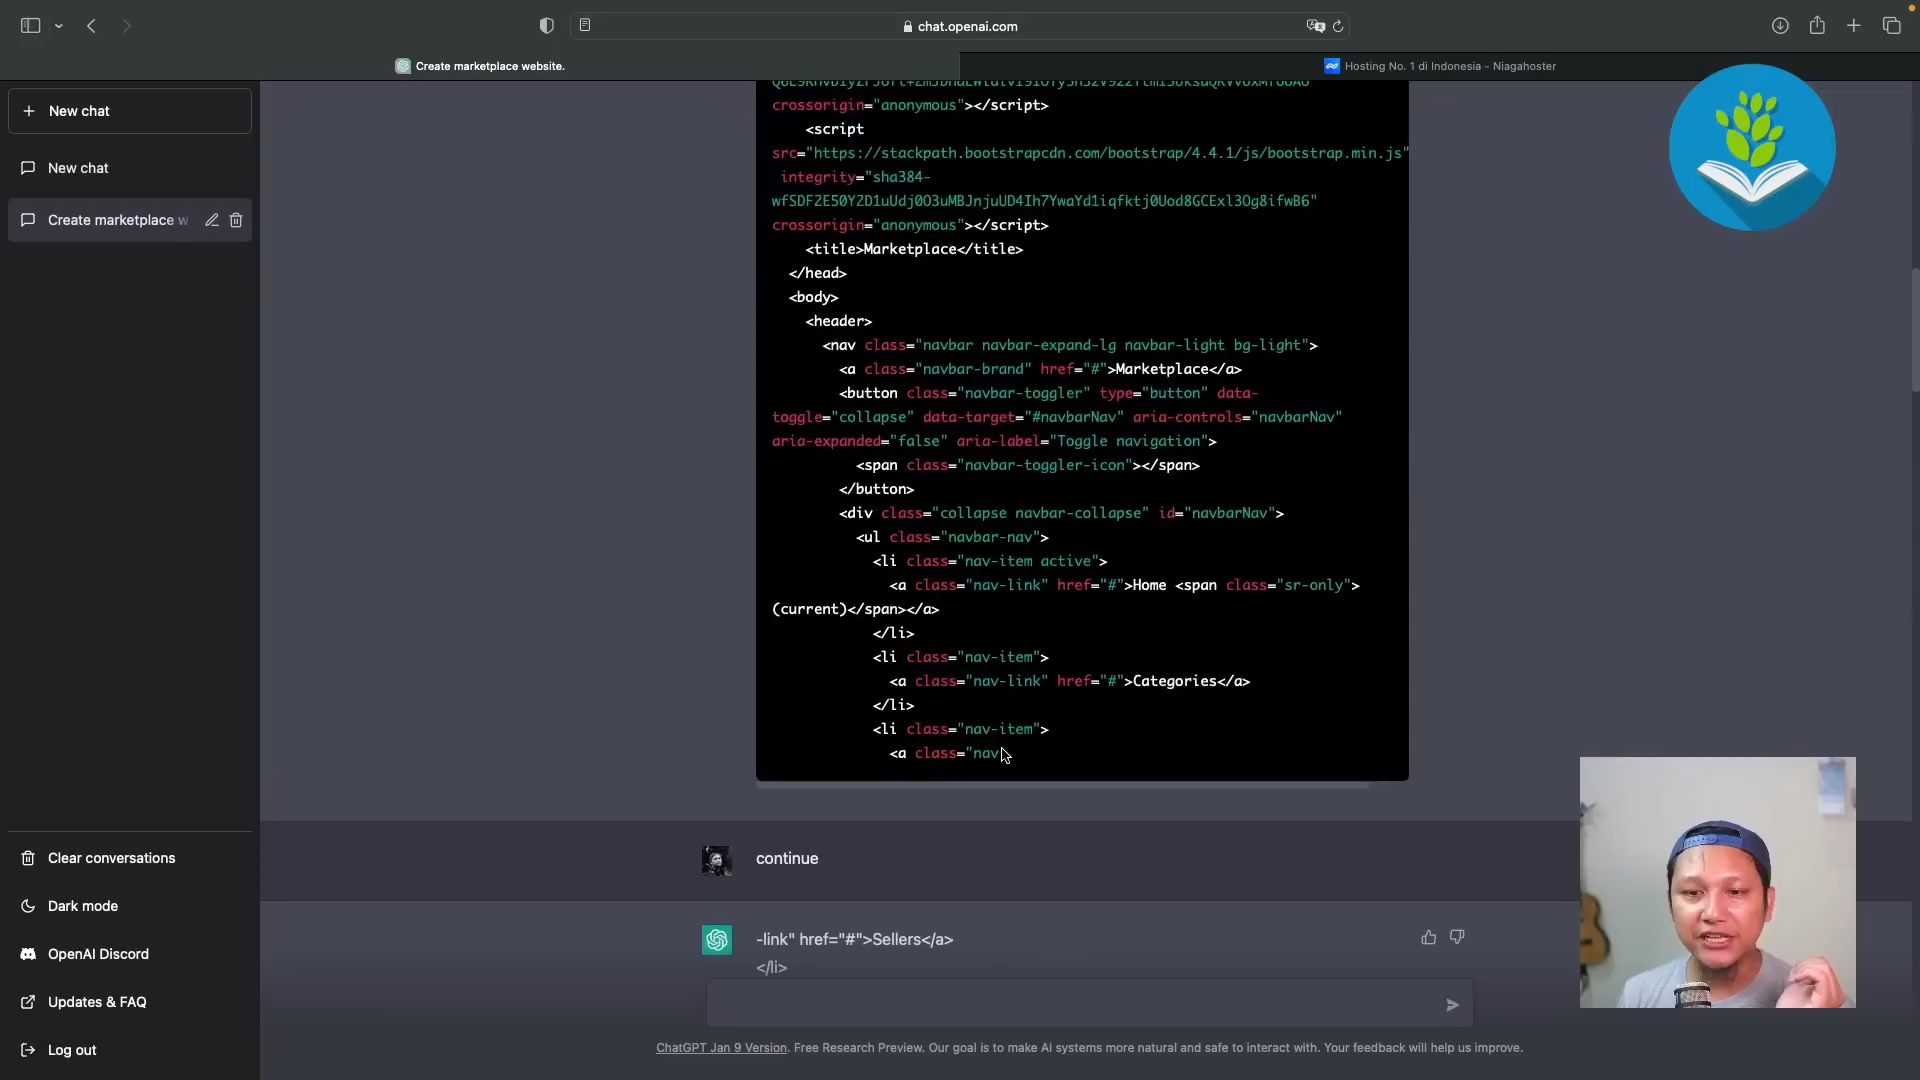 chat.openai.com
Create marketplace website.
Hosting No. 1 di Indonesia - Niagahoster
New chat
New chat
Create marketplace w
Clear conversations
Dark mode
OpenAI Discord
Updates & FAQ
Log out
crossorigin="anonymous"></script>
<script
src="https://stackpath.bootstrapcdn.com/bootstrap/4.4.1/js/bootstrap.min.js"
integrity="sha384-
wfSDF2E50Y2D1uUdj0O3uMBJnjuUD4Ih7YwaYd1iqfktj0Uod8GCExl3Og8ifwB6"
crossorigin="anonymous"></script>
<title>Marketplace</title>
</head>
<body>
<header>
<nav class="navbar navbar-expand-lg navbar-light bg-light">
<a class="navbar-brand" href="#">Marketplace</a>
<button class="navbar-toggler" type="button" data-
toggle="collapse" data-target="#navbarNav" aria-controls="navbarNav"
aria-expanded="false" aria-label="Toggle navigation">
<span class="navbar-toggler-icon"></span>
</button>
<div class="collapse navbar-collapse" id="navbarNav">
<ul class="navbar-nav">
<li class="nav-item active">
<a class="nav-link" href="#">Home <span class="sr-only">
(current)</span></a>
</li>
<li class="nav-item">
<a class="nav-link" href="#">Categories</a>
</li>
<li class="nav-item">
<a class="nav
continue
-link" href="#">Sellers</a>
</li>
ChatGPT Jan 9 Version. Free Research Preview. Our goal is to make AI systems more natural and safe to interact with. Your feedback will help us improve.